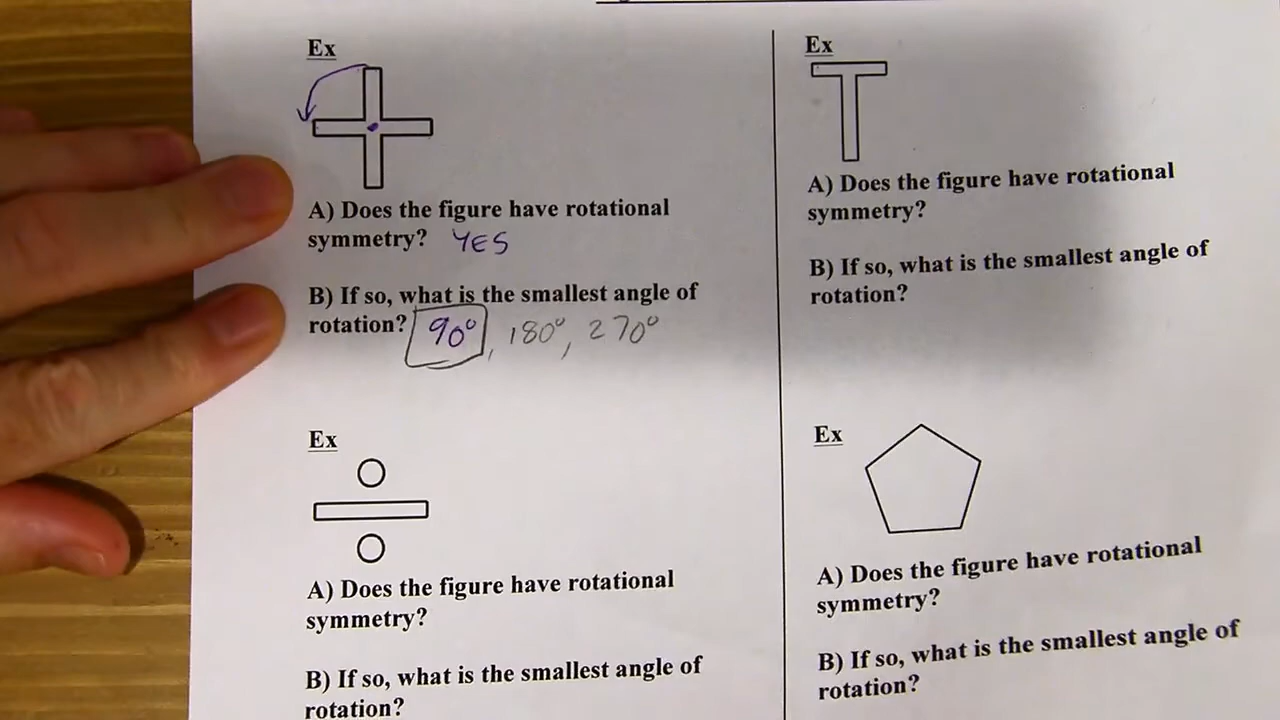 Ex
A) Does the figure have rotational
symmetry? YES
B) If so, what is the smallest angle of
rotation? 90°, 180°, 270°
Ex
T
A) Does the figure have rotational
symmetry?
B) If so, what is the smallest angle of
rotation?
Ex
A) Does the figure have rotational
symmetry?
B) If so, what is the smallest angle of
rotation?
Ex
A) Does the figure have rotational
symmetry?
B) If so, what is the smallest angle of
rotation?